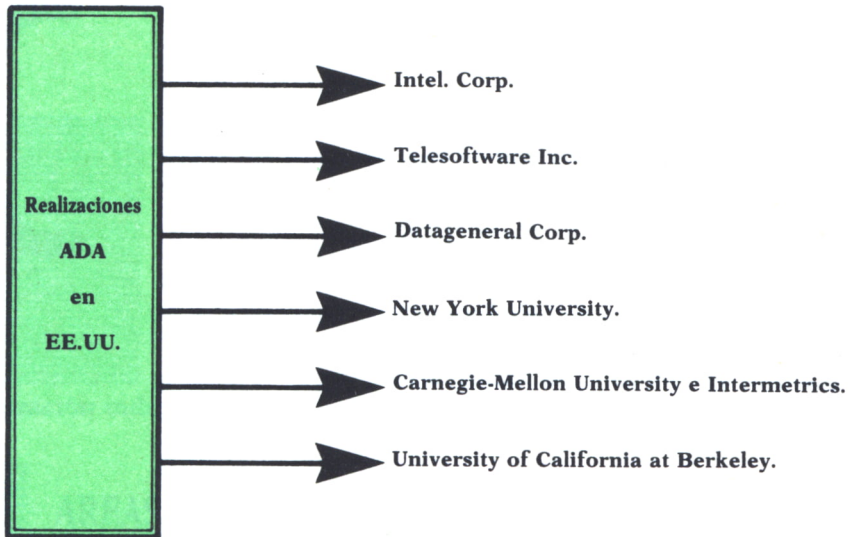 Realizaciones
ADA
en
EE.UU.
Intel. Corp.
Telesoftware Inc.
Datageneral Corp.
New York University.
Carnegie-Mellon University e Intermetrics.
University of California at Berkeley.